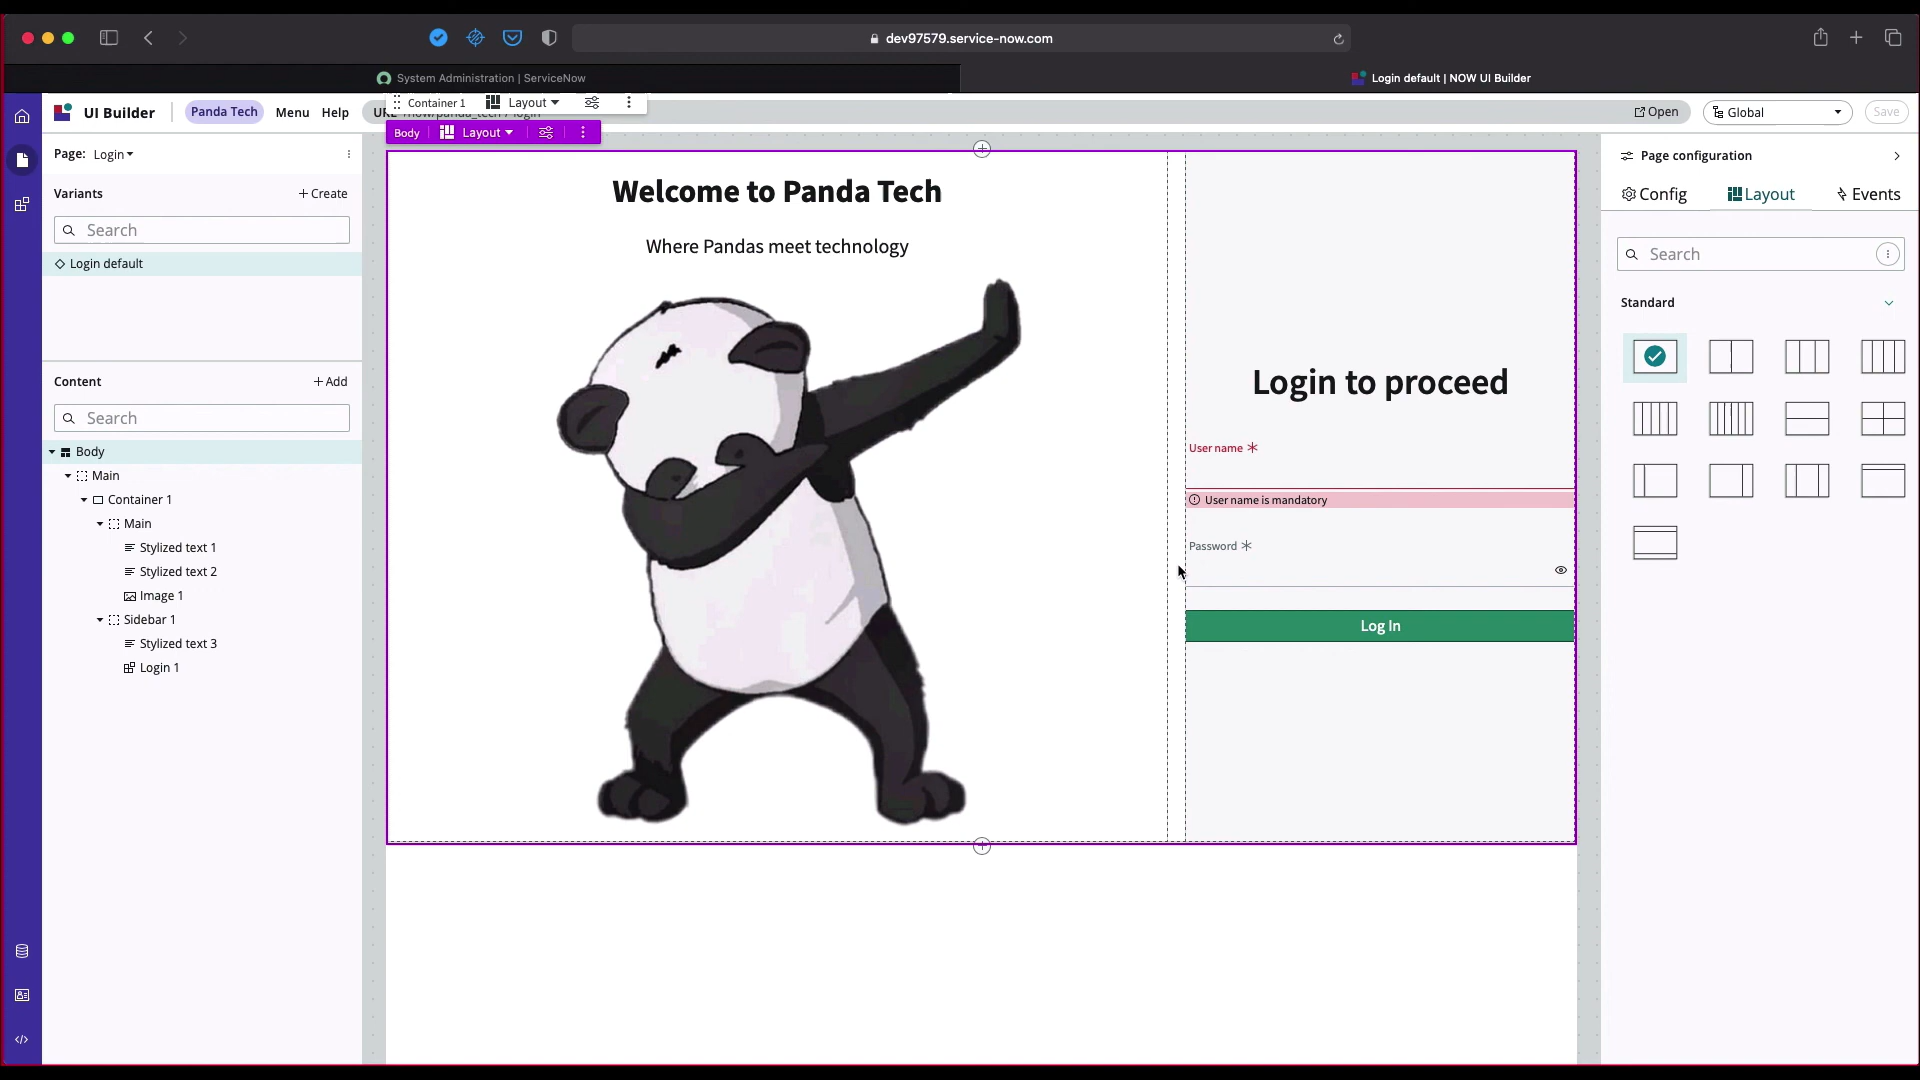 dev97579.service-now.com
System Administration | ServiceNow
Login default | NOW UI Builder
UI Builder
Panda Tech
Menu
Help
Container 1
Layout
Open
Global
Save
Body
Layout
Page: Login
Variants
Create
Search
Login default
Content
Add
Search
Body
Main
Container 1
Main
Stylized text 1
Stylized text 2
Image 1
Sidebar 1
Stylized text 3
Login 1
Welcome to Panda Tech
Where Pandas meet technology
Login to proceed
User name
User name is mandatory
Password
Log In
Page configuration
Config
Layout
Events
Search
Standard